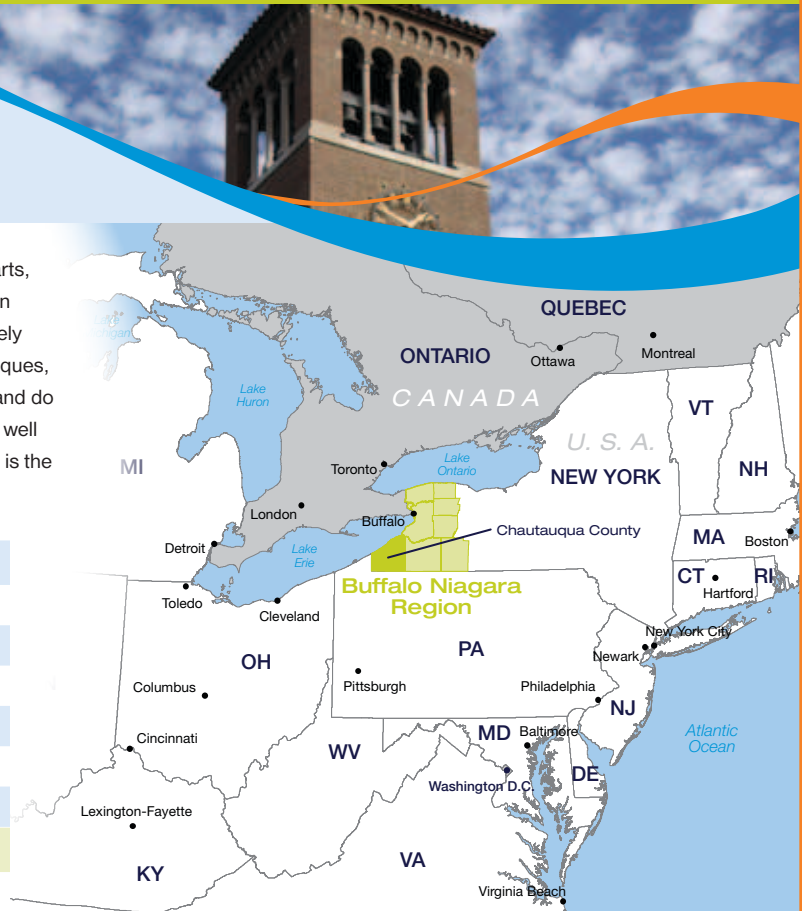 arts,
n
ely
ques,
and do
well
is the
QUEBEC
ONTARIO
Ottawa
Montreal
CANADA
Lake
Michigan
Lake
Huron
VT
U. S. A.
MI
Toronto
Lake
Ontario
NEW YORK
NH
London
Buffalo
Chautauqua County
MA
Boston
Detroit
Lake
Erie
CT
RI
Hartford
Buffalo Niagara
Region
Toledo
Cleveland
New York City
PA
Newark
OH
Columbus
Pittsburgh
Philadelphia
NJ
MD
Baltimore
Atlantic
Ocean
Cincinnati
WV
DE
Washington D.C.
Lexington-Fayette
VA
KY
Virginia Beach